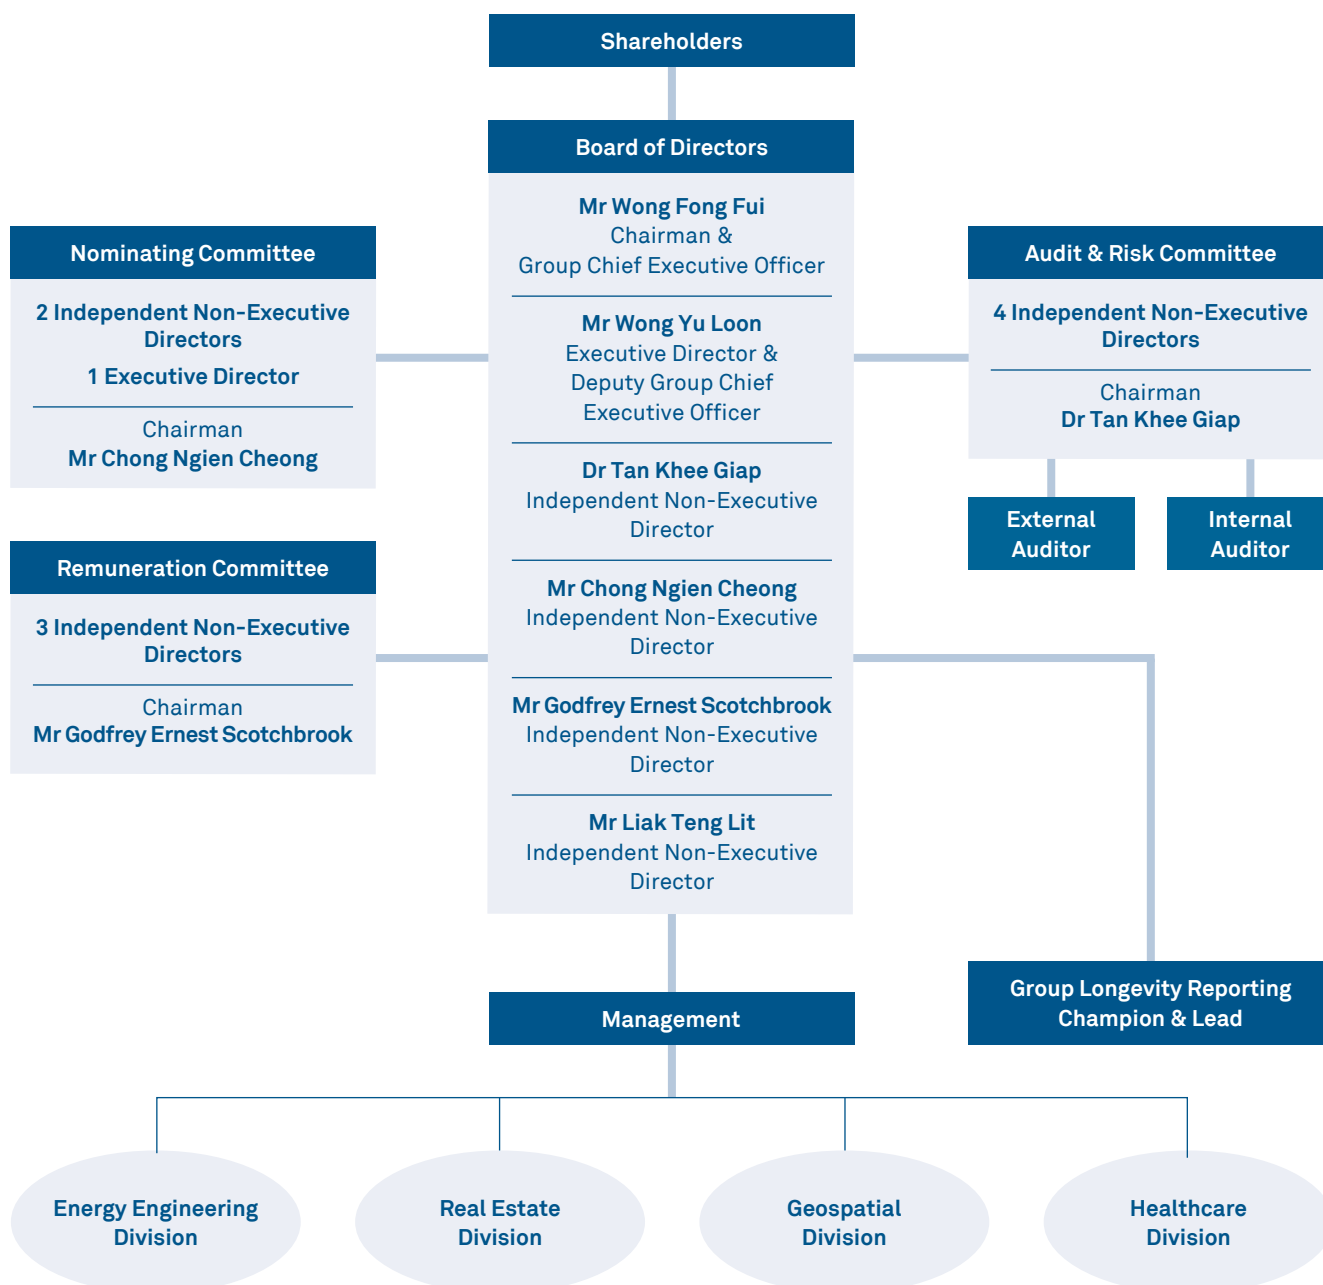 Shareholders
Board of Directors
Mr Wong Fong Fui
Chairman &
Group Chief Executive Officer
Mr Wong Yu Loon
Executive Director &
Deputy Group Chief
Executive Officer
Dr Tan Khee Giap
Independent Non-Executive
Director
Mr Chong Ngien Cheong
Independent Non-Executive
Director
Mr Godfrey Ernest Scotchbrook
Independent Non-Executive
Director
Mr Liak Teng Lit
Independent Non-Executive
Director
Nominating Committee
2 Independent Non-Executive
Directors
1 Executive Director
Chairman
Mr Chong Ngien Cheong
Remuneration Committee
3 Independent Non-Executive
Directors
Chairman
Mr Godfrey Ernest Scotchbrook
Audit & Risk Committee
4 Independent Non-Executive
Directors
Chairman
Dr Tan Khee Giap
External
Auditor
Internal
Auditor
Group Longevity Reporting
Champion & Lead
Management
Energy Engineering
Division
Real Estate
Division
Geospatial
Division
Healthcare
Division